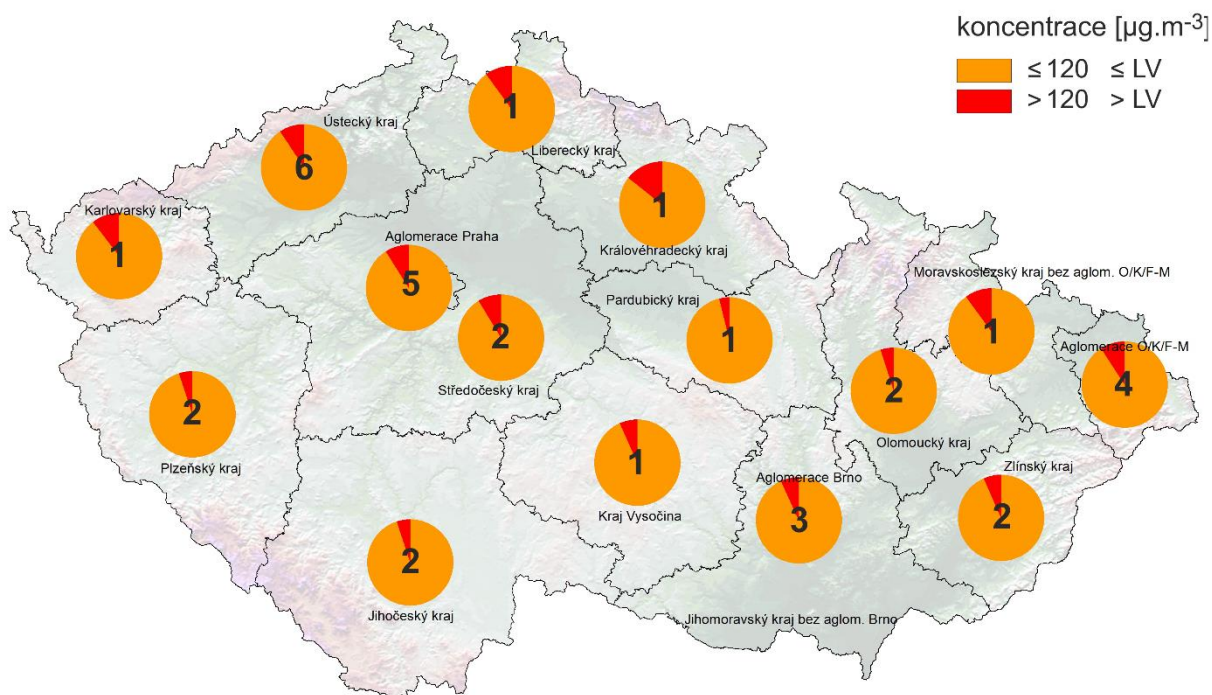 koncentrace [µg.m-3]
≤ 120 ≤ LV
> 120 > LV
1
Ústecký kraj
Liberecký kraj
6
1
Karlovarský kraj
Královéhradecký kraj
1
Aglomerace Praha
5
Moravskoslezský kraj bez aglom. O/K/F-M
Pardubický kraj
2
1
1
Aglomerace O/K/F-M
Středočeský kraj
4
2
2
Olomoucký kraj
Plzeňský kraj
1
Zlínský kraj
Aglomerace Brno
Kraj Vysočina
3
2
2
Jihočeský kraj
Jihomoravský kraj bez aglom. Brno